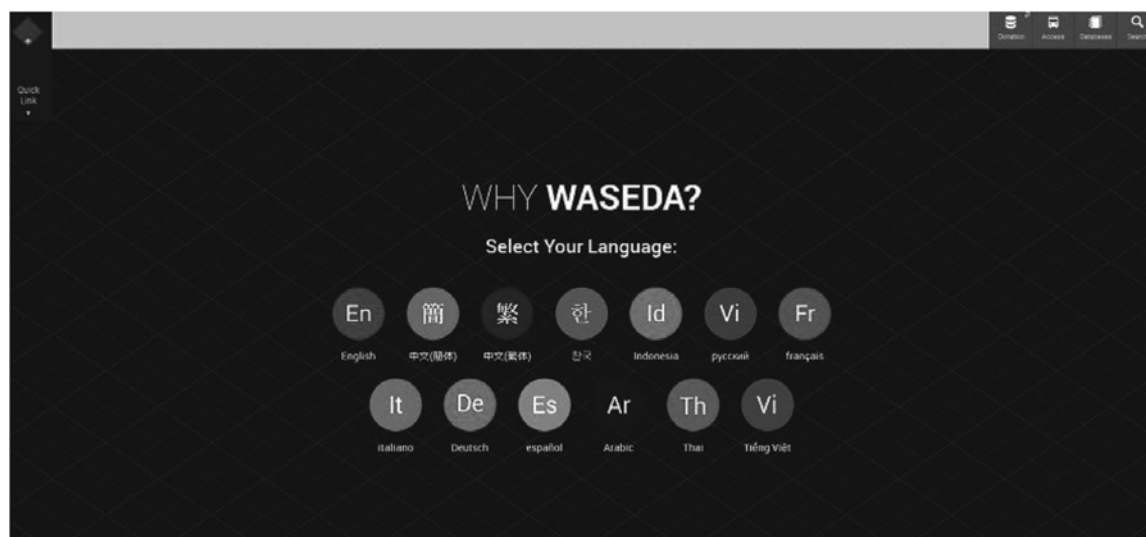 Donation Access Databases Search
Quick
Link
WHY WASEDA?
Select Your Language:
En 簡 繁 한 Id Vi Fr
English 中文(簡体) 中文(繁体) 한국 Indonesia русский français
It De Es Ar Th Vi
italiano Deutsch español Arabic Thai Tiếng Việt